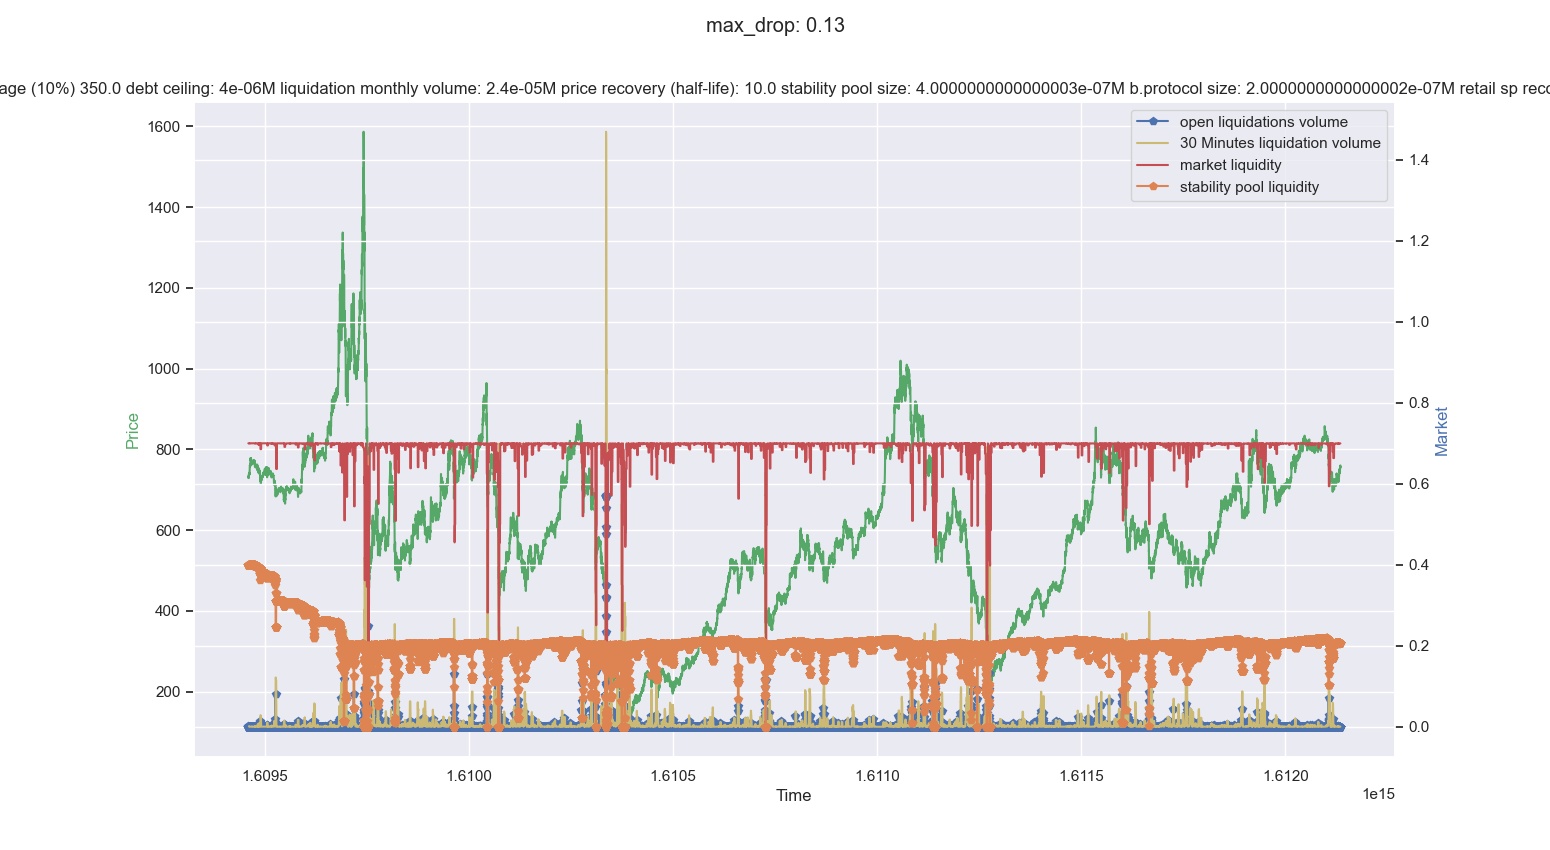 max_drop: 0.13
age (10%) 350.0 debt ceiling: 4e-06M liquidation monthly volume: 2.4e-05M price recovery (half-life): 10.0 stability pool size: 4.0000000000000003e-07M b.protocol size: 2.0000000000000002e-07M retail sp reco
open liquidations volume
30 Minutes liquidation volume
market liquidity
stability pool liquidity
1600
1400
1200
1000
800
600
400
200
Price
1.4
1.2
1.0
0.8
0.6
0.4
0.2
0.0
Market
1.6095 1.6100 1.6105 1.6110 1.6115 1.6120
1e15
Time